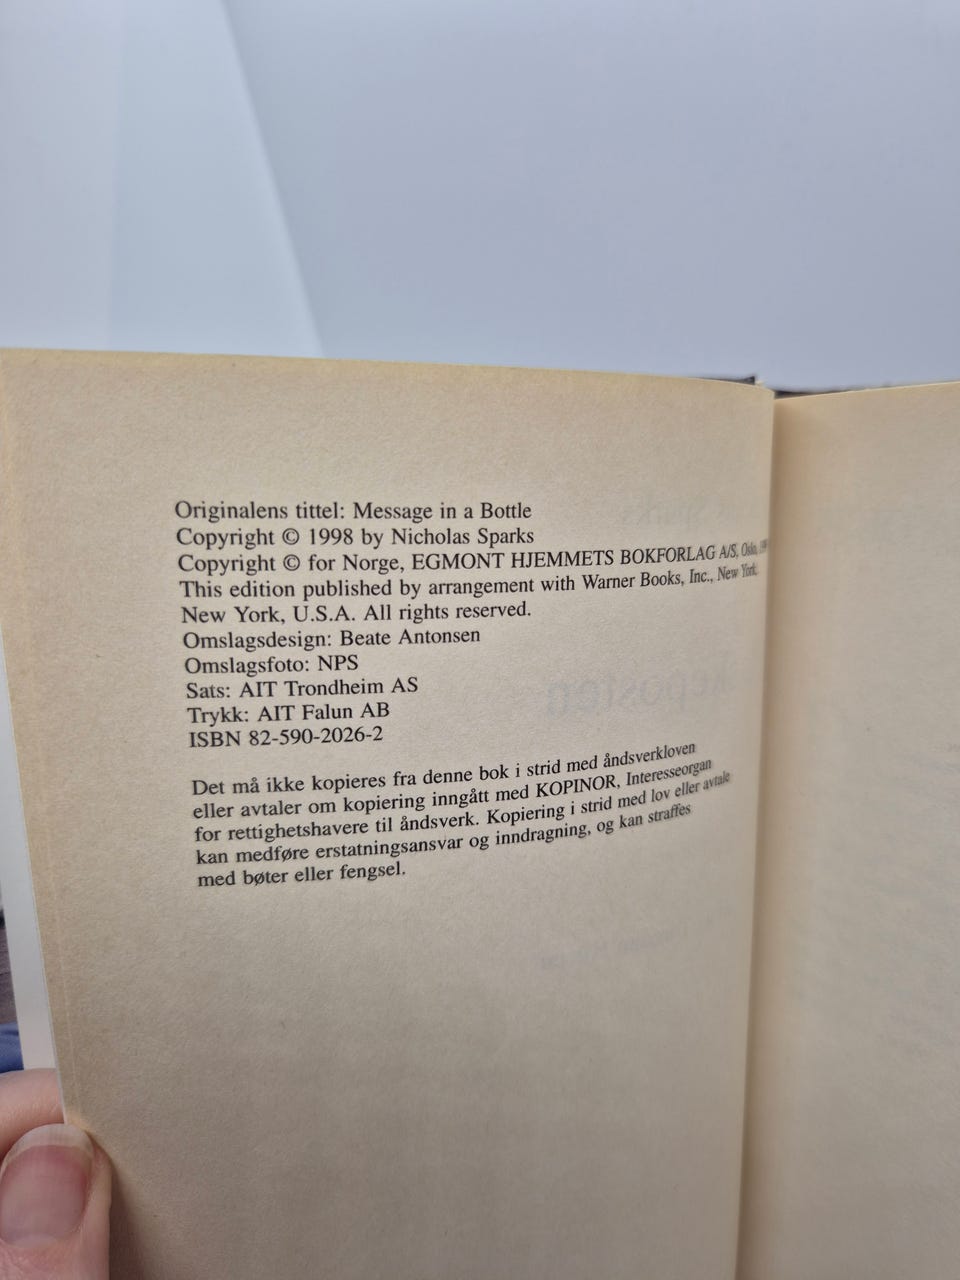 Originalens tittel: Message in a Bottle
Copyright © 1998 by Nicholas Sparks
Copyright © for Norge, EGMONT HJEMMETS BOKFORLAG A/S, Oslo,
This edition published by arrangement with Warner Books, Inc., New York,
New York, U.S.A. All rights reserved.
Omslagsdesign: Beate Antonsen
Omslagsfoto: NPS
Sats: AIT Trondheim AS
Trykk: AIT Falun AB
ISBN 82-590-2026-2
Det må ikke kopieres fra denne bok i strid med åndsverkloven
eller avtaler om kopiering inngått med KOPINOR, Interesseorgan
for rettighetshavere til åndsverk. Kopiering i strid med lov eller avtale
kan medføre erstatningsansvar og inndragning, og kan straffes
med bøter eller fengsel.